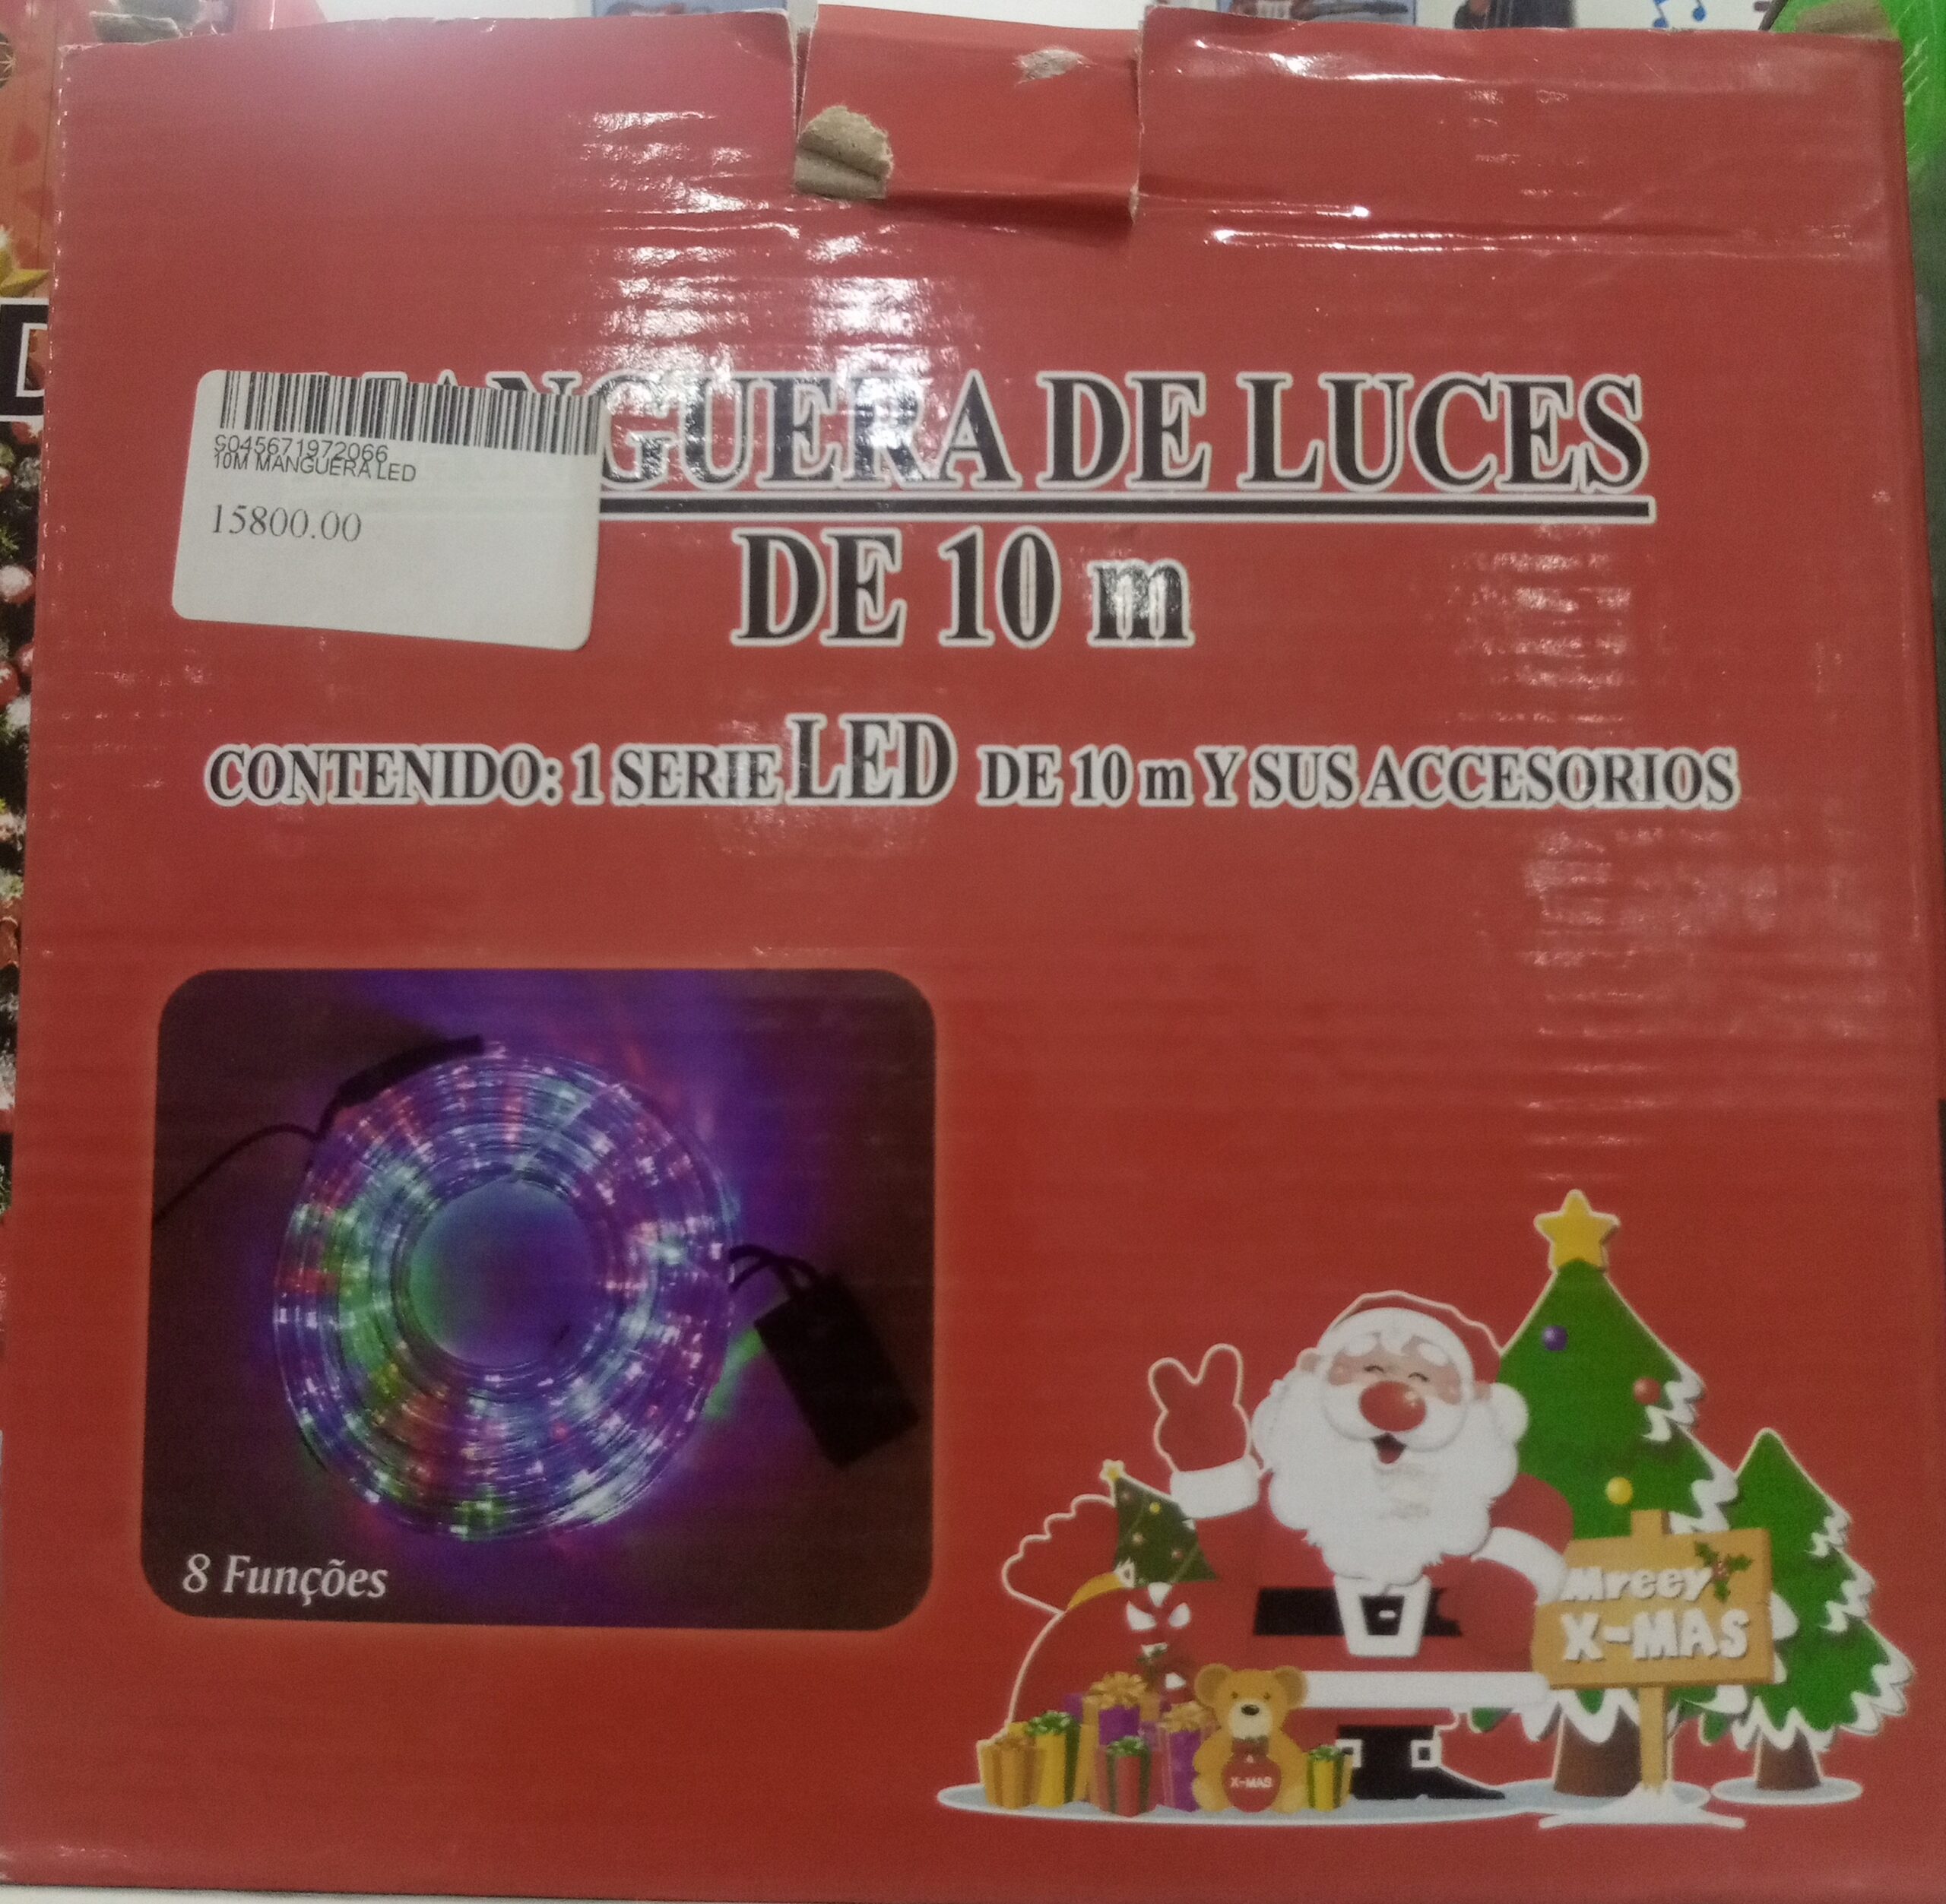 MANGUERA DE LUCES
DE 10 m
S045671972066
10M MANGUERA LED
15800.00
CONTENIDO: 1 SERIE LED DE 10 m Y SUS ACCESORIOS
8 Funções
Mreey
X-MAS
X-MAS